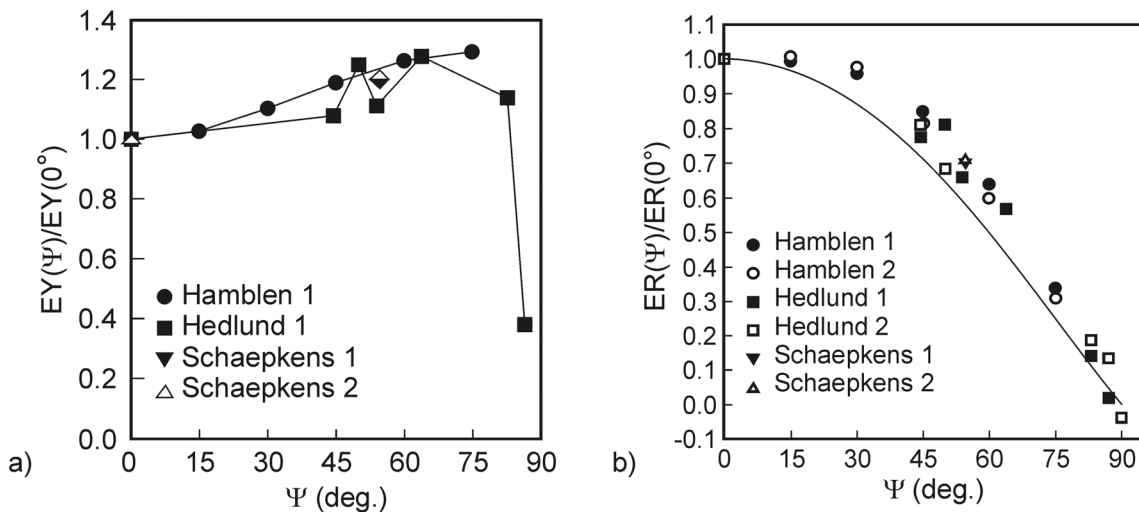 1.4
1.2
1.0
1.2
0.6
0.4
1.0
0.0
EY(Ψ)/EY(0°)
Hamblen 1
Hedlund 1
Schaepkens 1
Schaepkens 2
0 15 30 45 60 75 90
Ψ (deg.)
a)
1.1
1.0
0.9
0.8
0.7
0.6
0.5
0.4
0.3
0.2
0.1
0.0
-0.1
ER(Ψ)/ER(0°)
Hamblen 1
Hamblen 2
Hedlund 1
Hedlund 2
Schaepkens 1
Schaepkens 2
0 15 30 45 60 75 90
Ψ (deg.)
b)